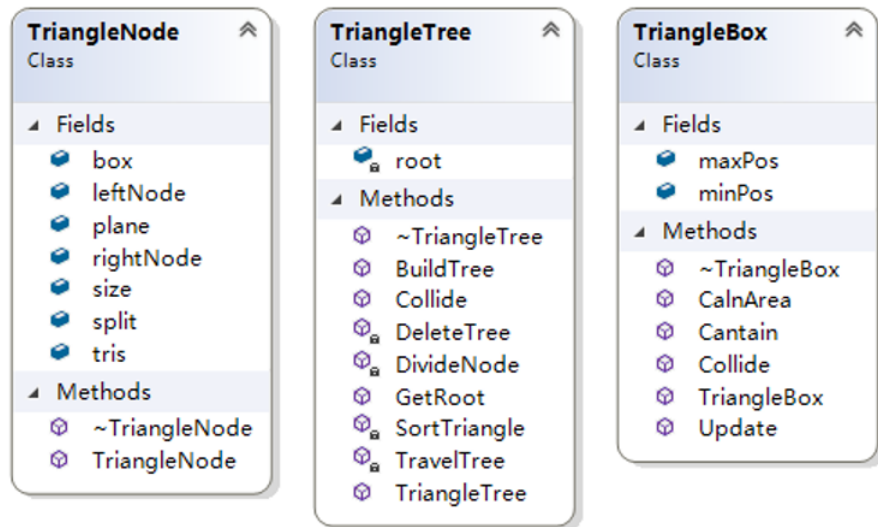 TriangleNode
Class
Fields
box
leftNode
plane
rightNode
size
split
tris
Methods
~TriangleNode
TriangleNode
TriangleTree
Class
Fields
root
Methods
~TriangleTree
BuildTree
Collide
DeleteTree
DivideNode
GetRoot
SortTriangle
TravelTree
TriangleTree
TriangleBox
Class
Fields
maxPos
minPos
Methods
~TriangleBox
CalnArea
Cantain
Collide
TriangleBox
Update